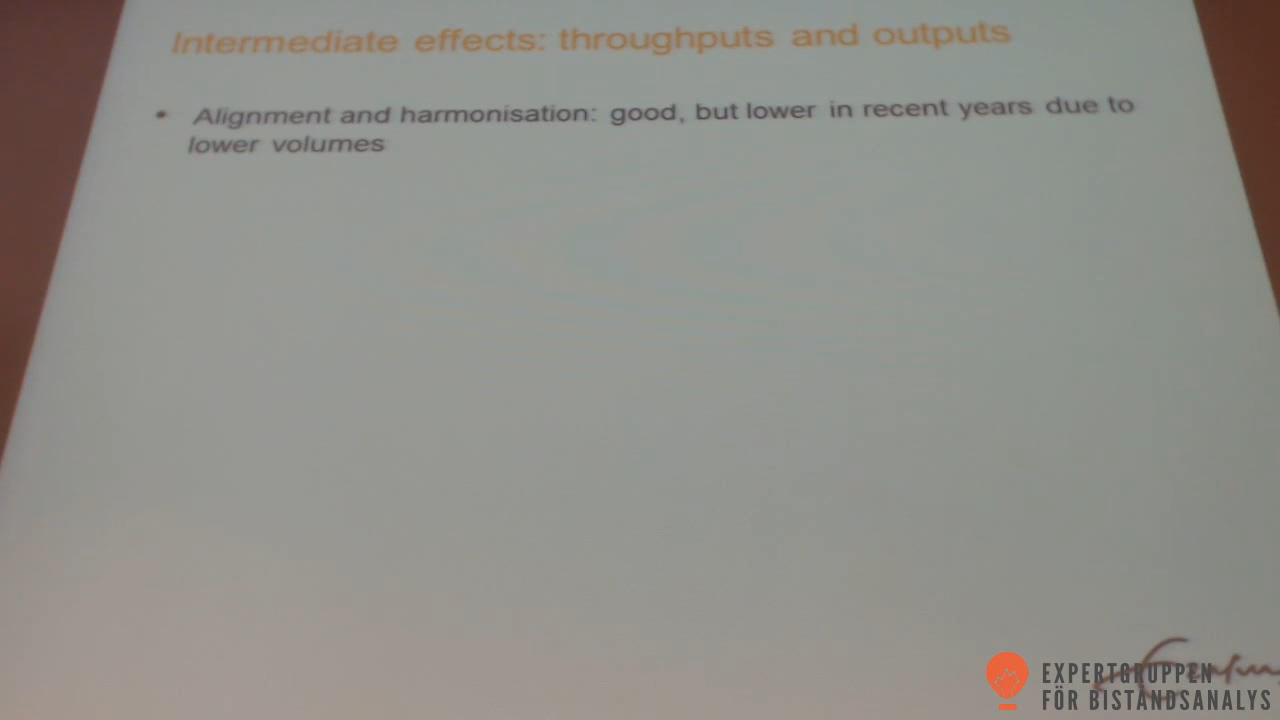 Intermediate effects: throughputs and outputs
• Alignment and harmonisation: good, but lower in recent years due to
lower volumes
EXPERTGRUPPEN
FÖR BISTANDSANALYS